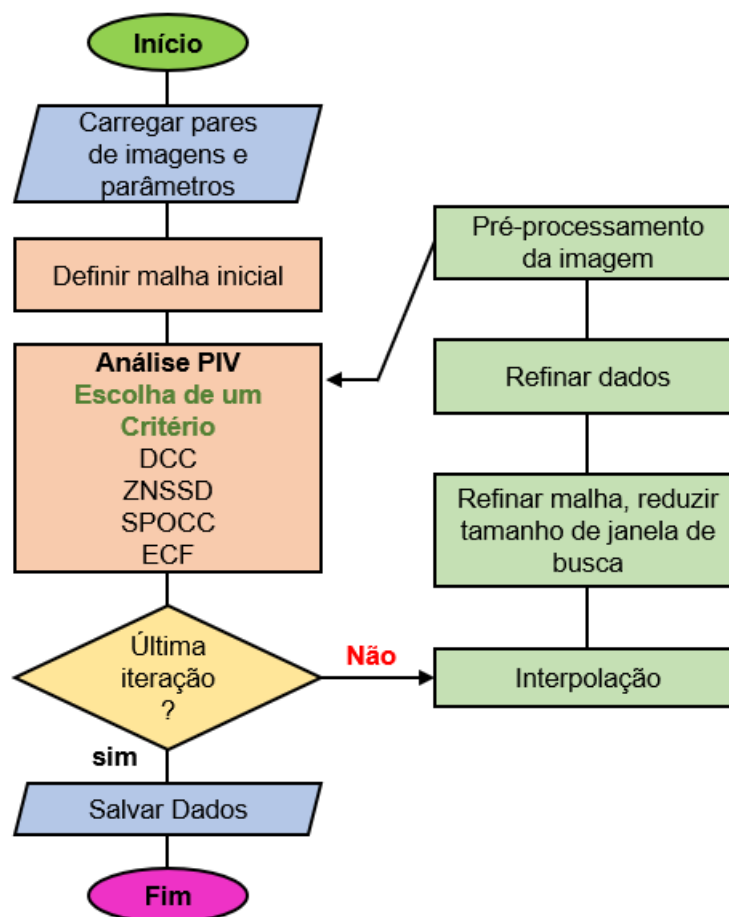 Início
Carregar pares
de imagens e
parâmetros
Definir malha inicial
Análise PIV
Escolha de um
Critério
DCC
ZNSSD
SPOCC
ECF
Última
iteração
?
Não
sim
Salvar Dados
Fim
Pré-processamento
da imagem
Refinar dados
Refinar malha, reduzir
tamanho de janela de
busca
Interpolação